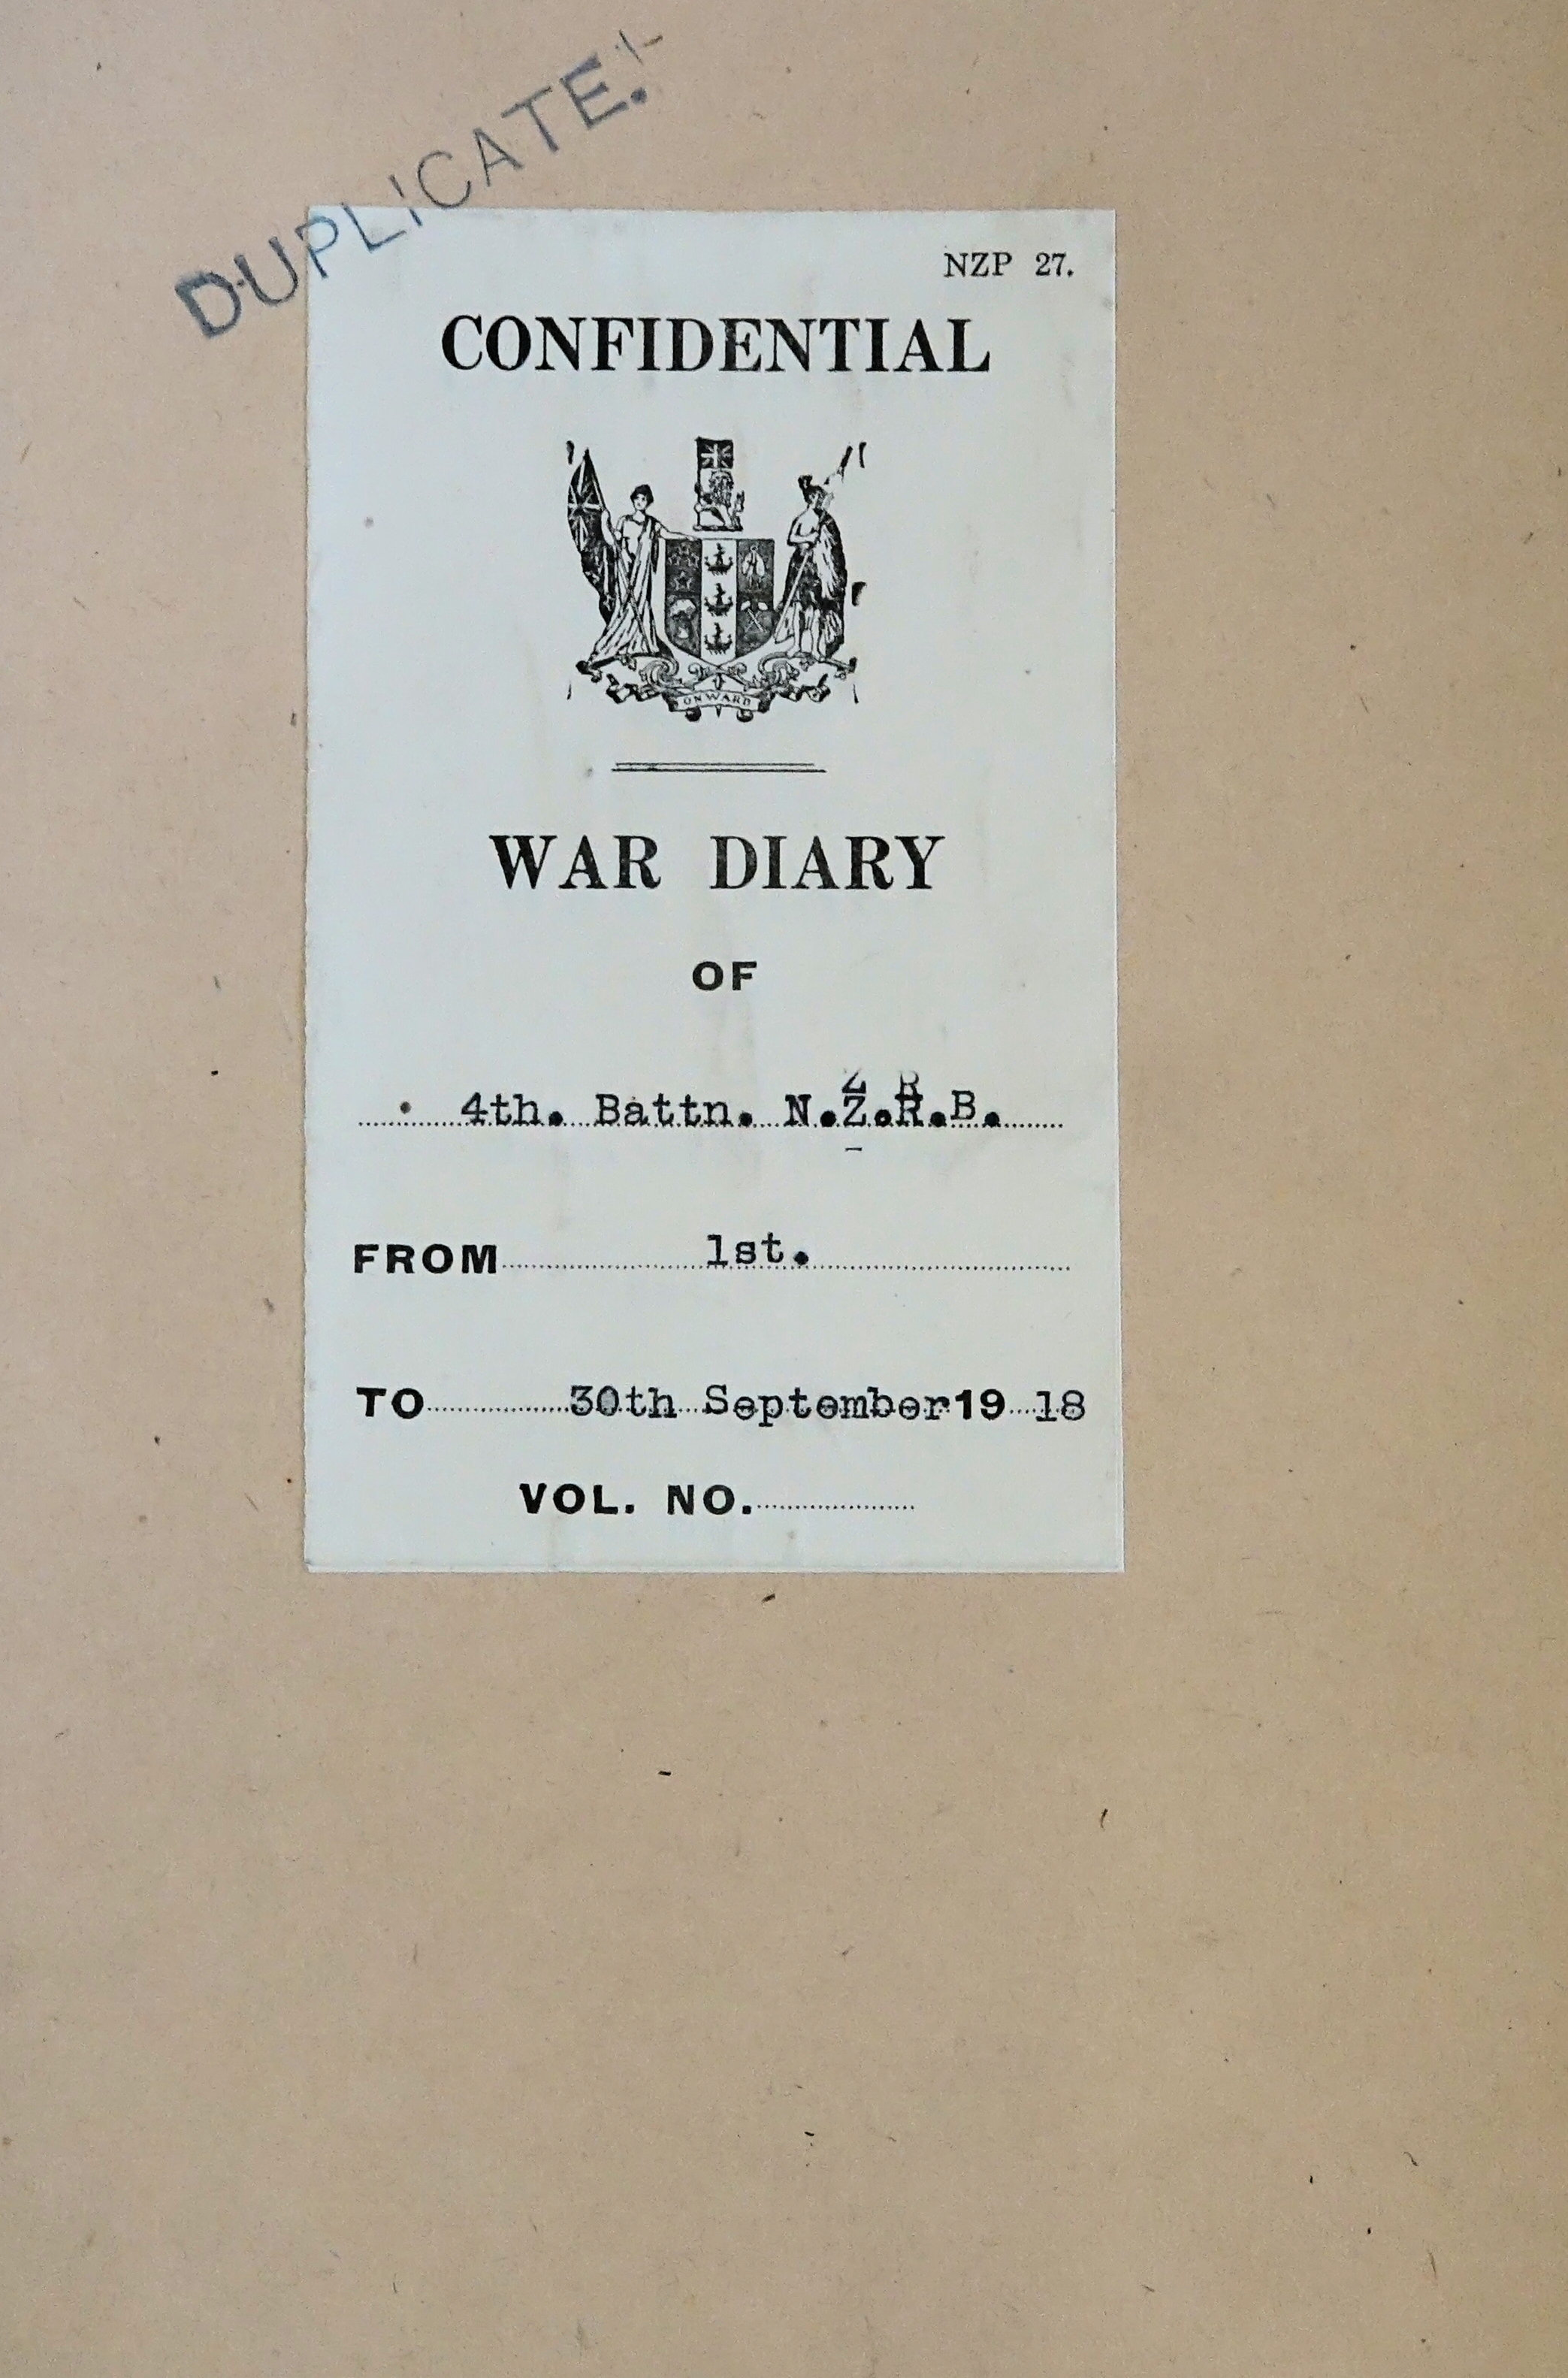 DUPLICATE.
NZP 27.
CONFIDENTIAL
ONWARD
WAR DIARY
OF
4th. Battn. N.Z.R.B.
FROM 1st.
TO 30th September 19 18
VOL. NO.